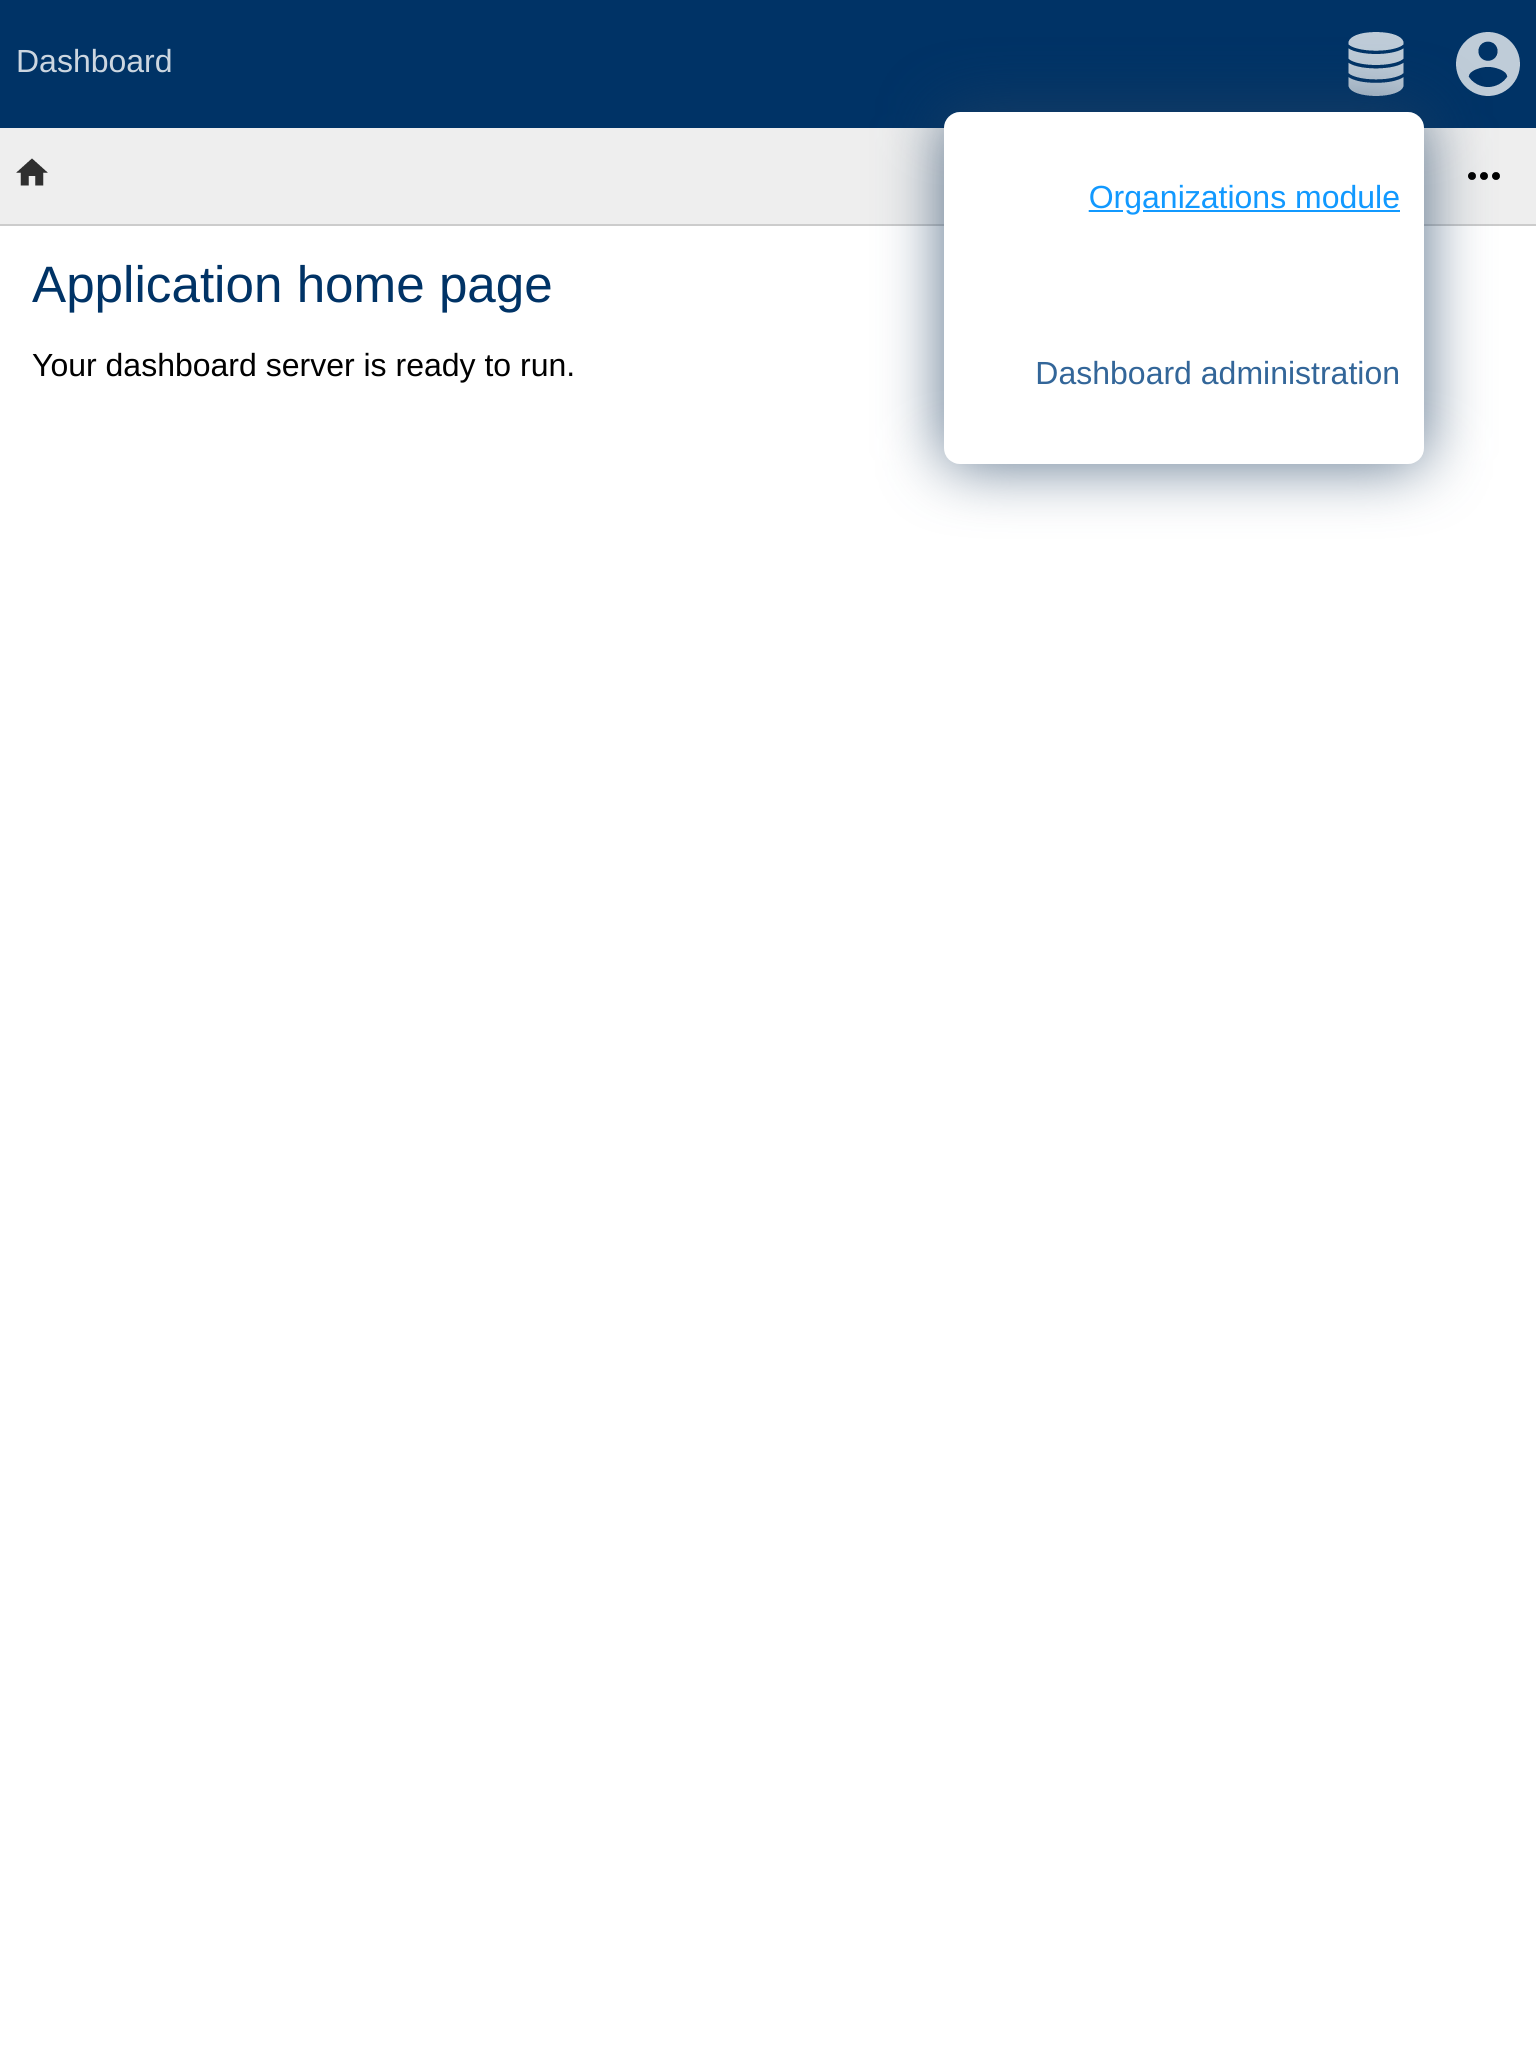 Dashboard
Organizations module
Application home page
Your dashboard server is ready to run.
Dashboard administration